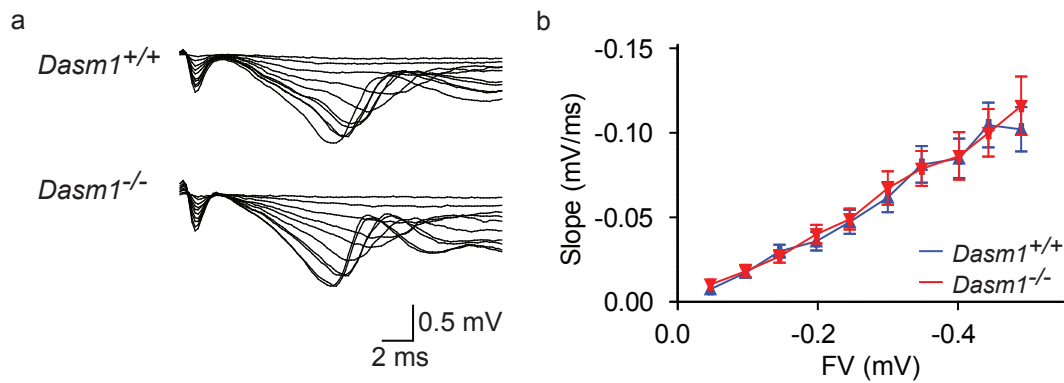 a
Dasm1+/+
Dasm1-/-
0.5 mV
2 ms
b
Slope (mV/ms)
-0.15
-0.10
-0.05
0.00
0.0
-0.2
-0.4
FV (mV)
Dasm1+/+
Dasm1-/-